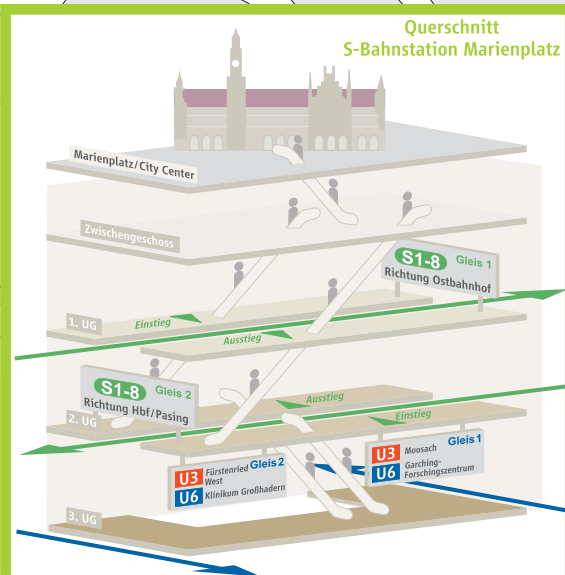 Querschnitt
S-Bahnstation Marienplatz
Marienplatz/City Center
Zwischengeschoss
S1-8 Gleis 1
Richtung Ostbahnhof
1. UG
Einstieg
Ausstieg
S1-8 Gleis 2
Richtung Hbf/Pasing
Ausstieg
Einstieg
2. UG
U3 Fürstenried West Gleis 2
U6 Klinikum Großhadern
U3 Moosach Gleis 1
U6 Garching-
Forschingszentrum
3. UG